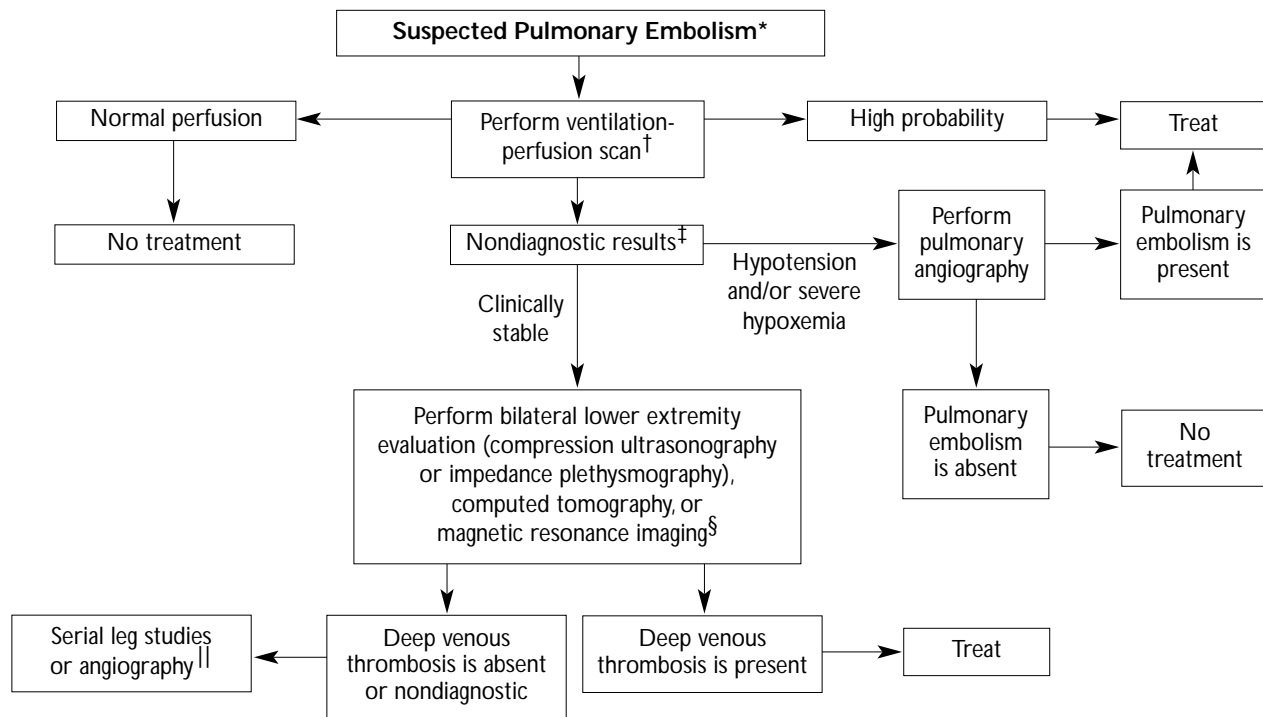 Suspected Pulmonary Embolism*
Normal perfusion
Perform ventilation-
perfusion scan†
High probability
Treat
No treatment
Nondiagnostic results‡
Hypotension
and/or severe
hypoxemia
Perform
pulmonary
angiography
Pulmonary
embolism is
present
Clinically
stable
Perform bilateral lower extremity
evaluation (compression ultrasonography
or impedance plethysmography),
computed tomography, or
magnetic resonance imaging§
Pulmonary
embolism
is absent
No
treatment
Serial leg studies
or angiography||
Deep venous
thrombosis is absent
or nondiagnostic
Deep venous
thrombosis is present
Treat